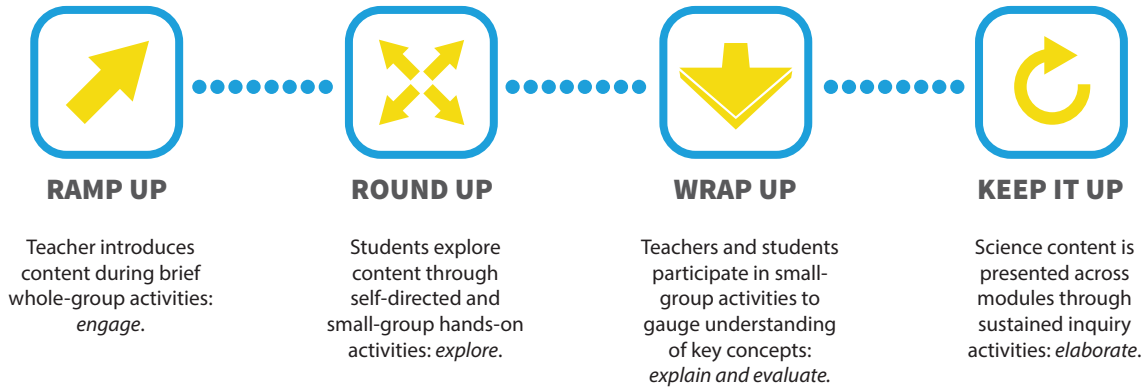 RAMP UP
Teacher introduces
content during brief
whole-group activities:
engage.
ROUND UP
Students explore
content through
self-directed and
small-group hands-on
activities: explore.
WRAP UP
Teachers and students
participate in small-
group activities to
gauge understanding
of key concepts:
explain and evaluate.
KEEP IT UP
Science content is
presented across
modules through
sustained inquiry
activities: elaborate.